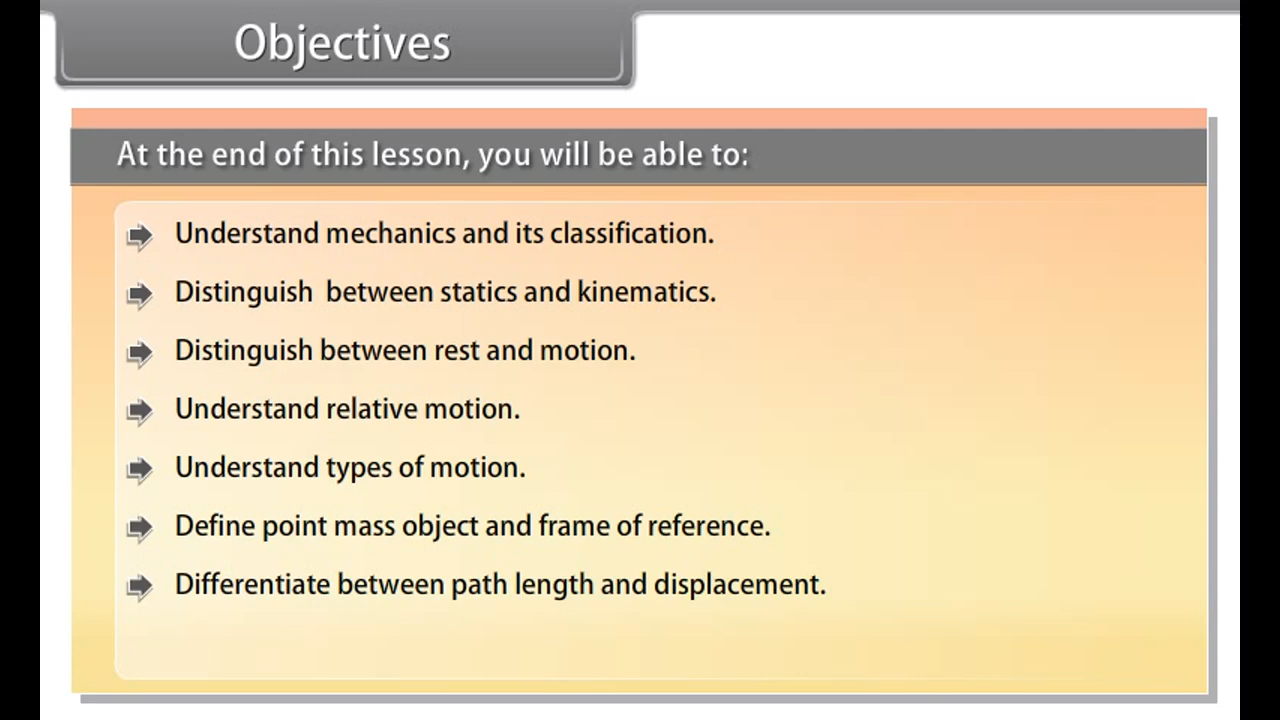 Objectives
At the end of this lesson, you will be able to:
Understand mechanics and its classification.
Distinguish  between statics and kinematics.
Distinguish between rest and motion.
Understand relative motion.
Understand types of motion.
Define point mass object and frame of reference.
Differentiate between path length and displacement.